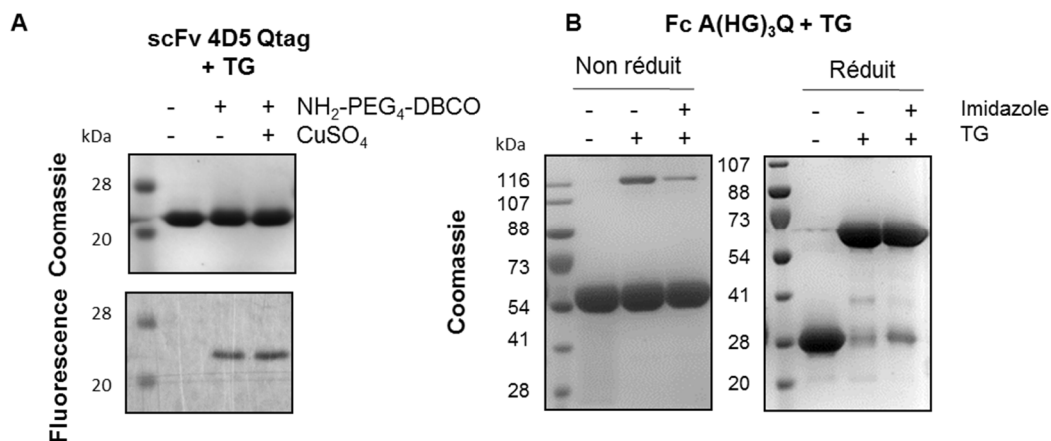 A
scFv 4D5 Qtag
+ TG
- + + NH₂-PEG₄-DBCO
kDa - - + CuSO₄
Coomassie
28
20
Fluorescence
28
20
B
Fc A(HG)₃Q + TG
Non réduit Réduit
+ + Imidazole
- + + - + + TG
kDa
Coomassie
116
107
88
73
54
41
28
107
88
73
54
41
28
20